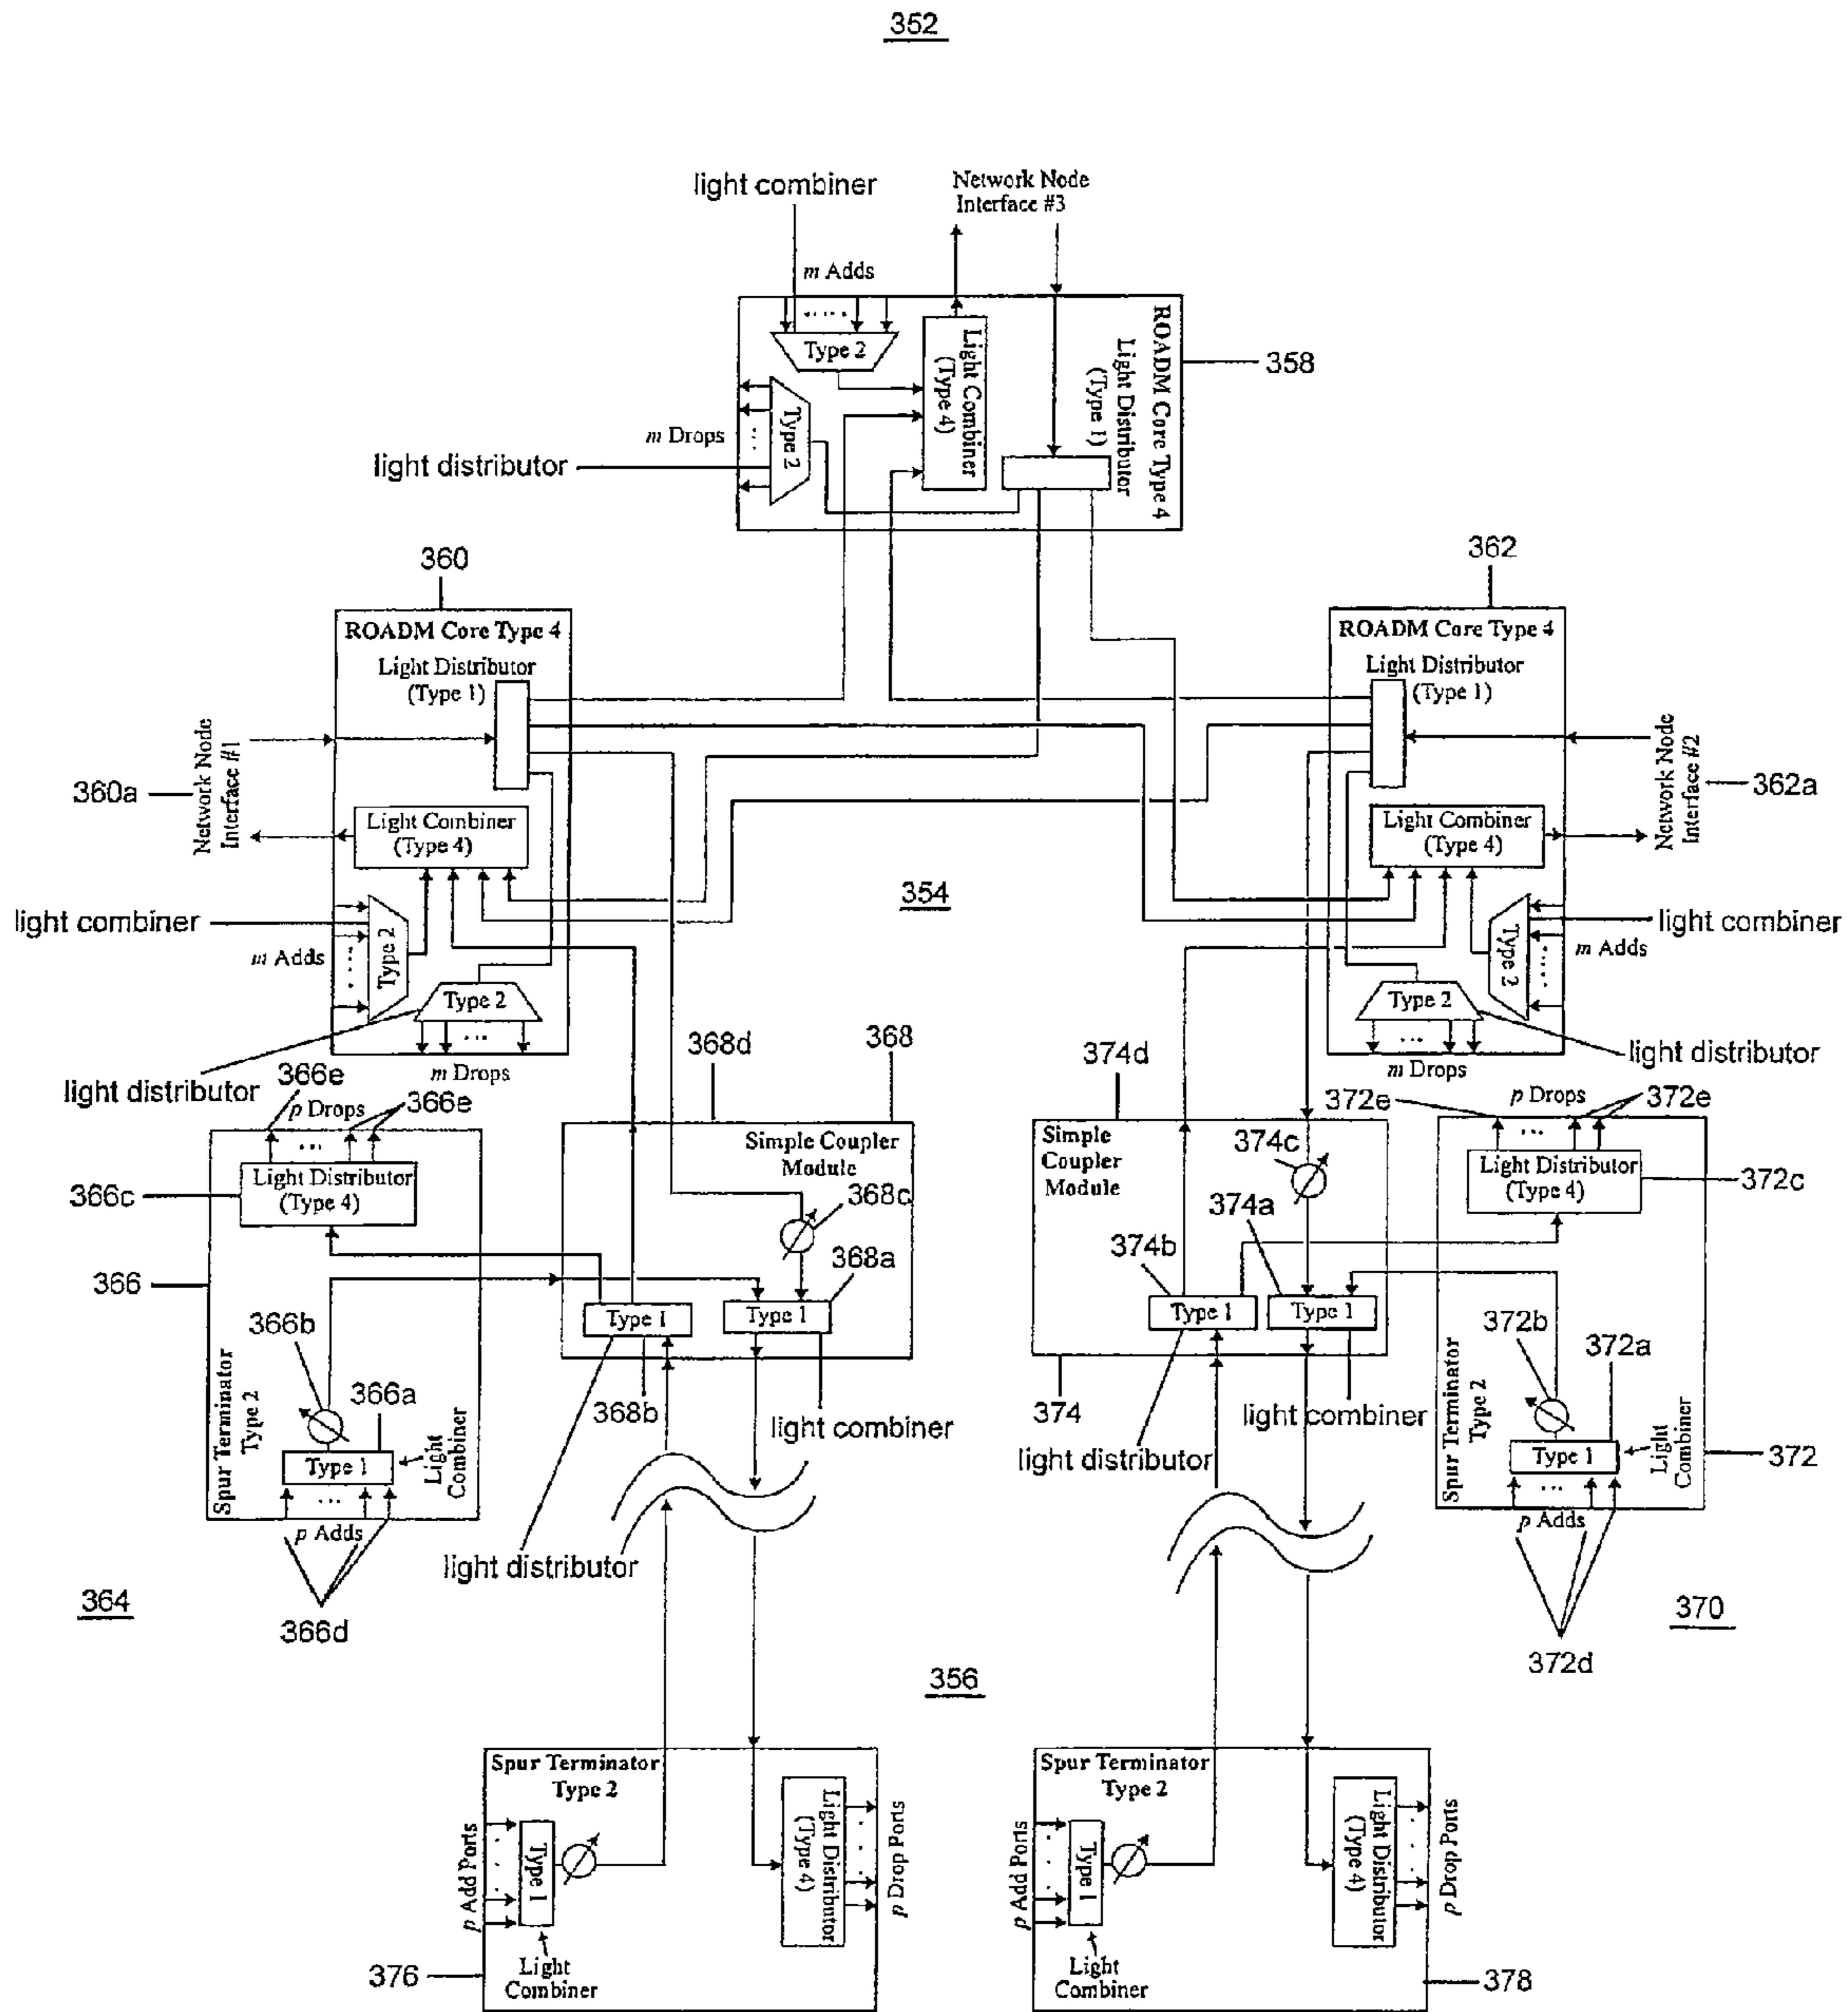 352
light combiner
Network Node
Interface #3
m Adds
Type 2
Light Combiner
(Type 4)
Light Distributor
(Type 1)
ROADM Core Type 4
358
m Drops
Type 2
light distributor
360
ROADM Core Type 4
Light Distributor
(Type 1)
Network Node
Interface #1
360a
Light Combiner
(Type 4)
light combiner
m Adds
Type 2
Type 2
m Drops
light distributor
354
362
ROADM Core Type 4
Light Distributor
(Type 1)
Network Node
Interface #2
362a
Light Combiner
(Type 4)
light combiner
m Adds
Type 2
Type 2
m Drops
light distributor
366e
p Drops
366e
...
Light Distributor
(Type 4)
366c
366
366b
366a
Spur Terminator
Type 2
Type 1
Light
Combiner
...
p Adds
366d
364
368d
368
Simple Coupler
Module
368c
368a
Type 1
Type 1
368b
light combiner
light distributor
374d
Simple
Coupler
Module
374c
374a
374b
Type 1
Type 1
374
light combiner
light distributor
372e
p Drops
372e
...
Light Distributor
(Type 4)
372c
372b
372a
Spur Terminator
Type 2
Type 1
Light
Combiner
372
...
p Adds
372d
370
356
Spur Terminator
Type 2
p Add Ports
Type 1
Light Distributor
(Type 4)
p Drop Ports
Light
Combiner
376
Spur Terminator
Type 2
p Add Ports
Type 1
Light Distributor
(Type 4)
p Drop Ports
Light
Combiner
378